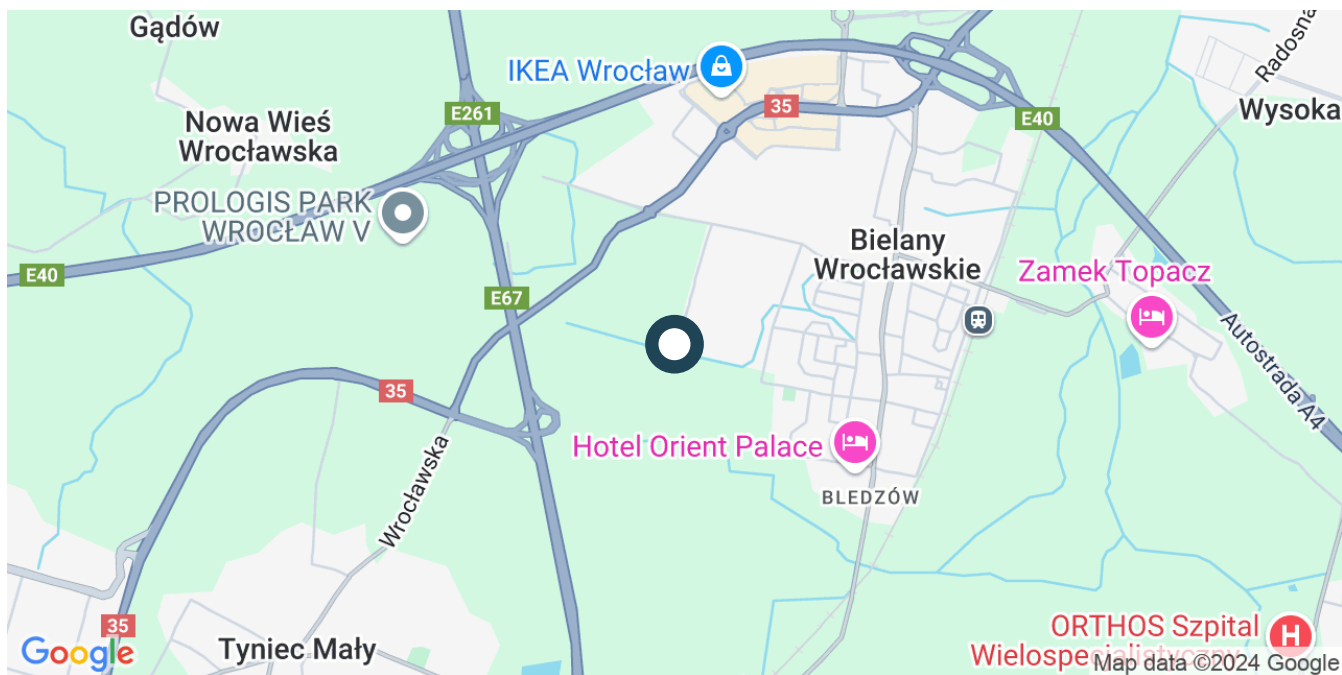 Gądów
Radosna
IKEA Wrocław
35
E261
E40
Wysoka
Nowa Wieś
Wrocławska
PROLOGIS PARK
WROCŁAW V
Bielany
Wrocławskie
Zamek Topacz
E40
E67
Autostrada A4
35
Hotel Orient Palace
Wrocławska
BLEDZÓW
35
Tyniec Mały
ORTHOS Szpital
Wielospecjalistyczny
H
Google
Map data ©2024 Google